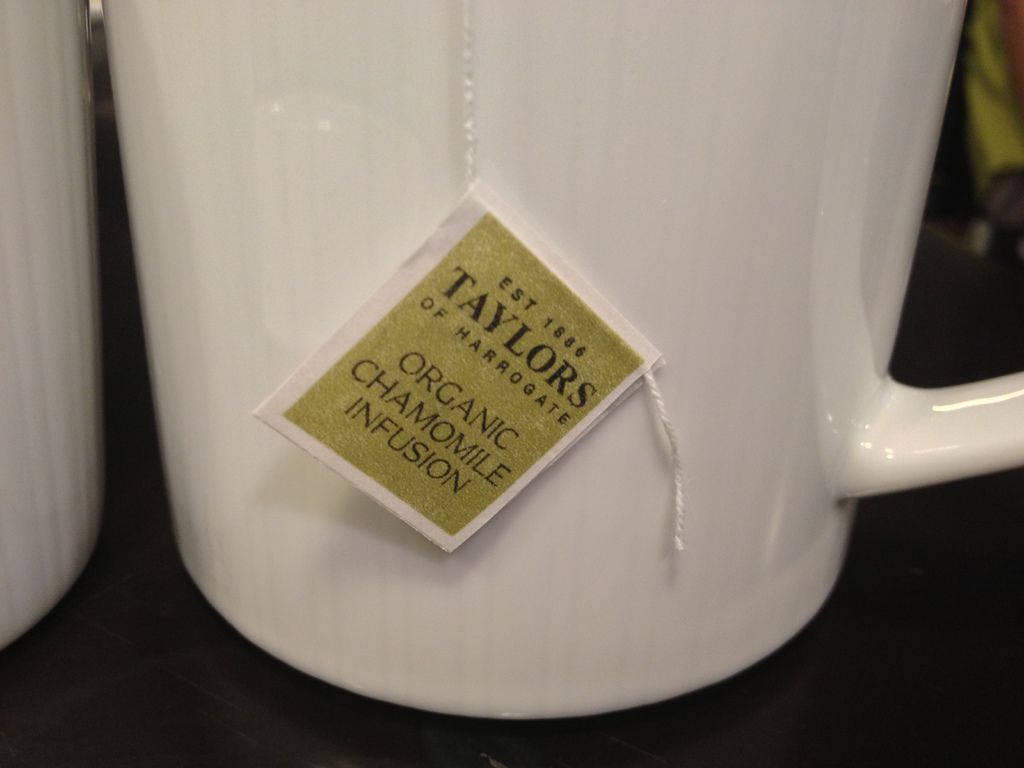 EST 1886
TAYLORS
OF HARROGATE
ORGANIC
CHAMOMILE
INFUSION